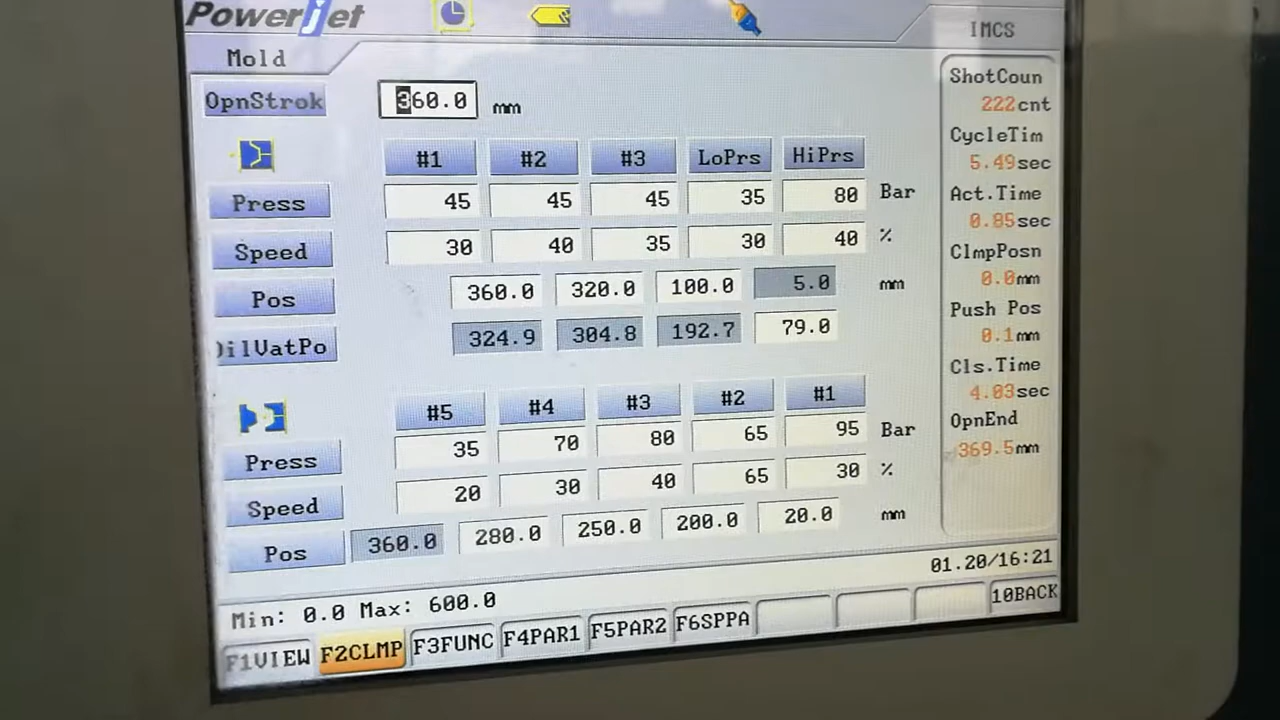 Powerjet
IMCS
Mold
OpnStrok 360.0 mm
#1 #2 #3 LoPrs HiPrs
Press 45 45 45 35 80 Bar
Speed 30 40 35 30 40 %
Pos 360.0 320.0 100.0 5.0 mm
OilVatPo 324.9 304.8 192.7 79.0
#5 #4 #3 #2 #1
Press 35 70 80 65 95 Bar
Speed 20 30 40 65 30 %
Pos 360.0 280.0 250.0 200.0 20.0 mm
ShotCoun
222cnt
CycleTim
5.49sec
Act.Time
0.85sec
ClmpPosn
0.0mm
Push Pos
0.1mm
Cls.Time
4.03sec
OpnEnd
369.5mm
01.20/16:21
Min: 0.0 Max: 600.0
F1VIEW F2CLMP F3FUNC F4PAR1 F5PAR2 F6SPPA 10BACK